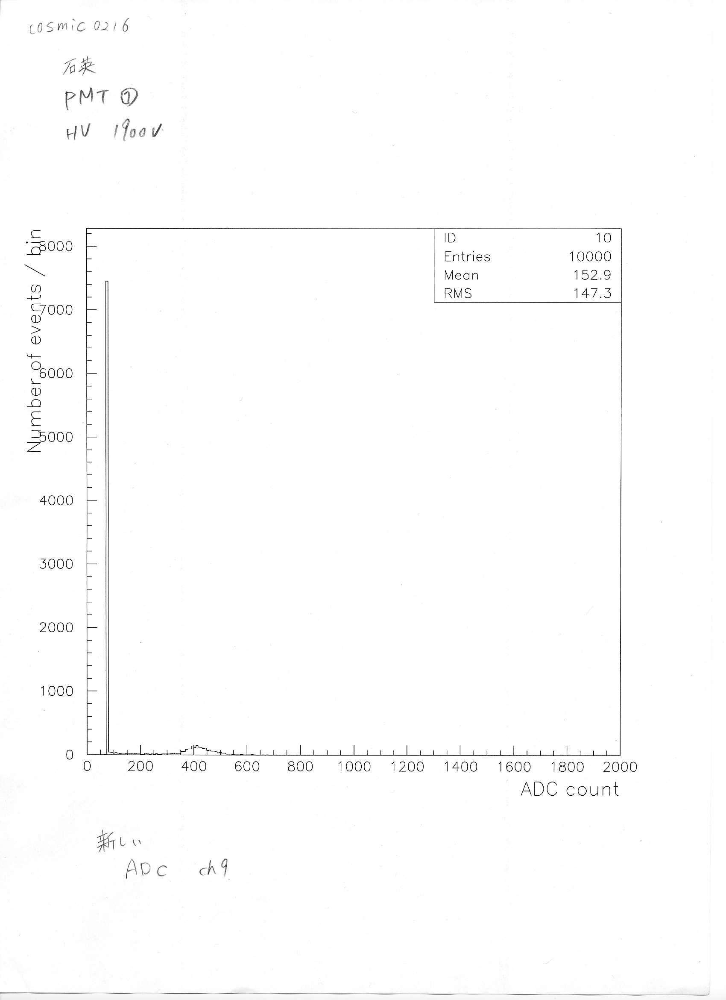 cosmic 0216
石英
PMT ①
HV 1900V
Number of events / bin
8000
7000
6000
5000
4000
3000
2000
1000
0
ID 10
Entries 10000
Mean 152.9
RMS 147.3
0 200 400 600 800 1000 1200 1400 1600 1800 2000
ADC count
新しい
ADC ch9